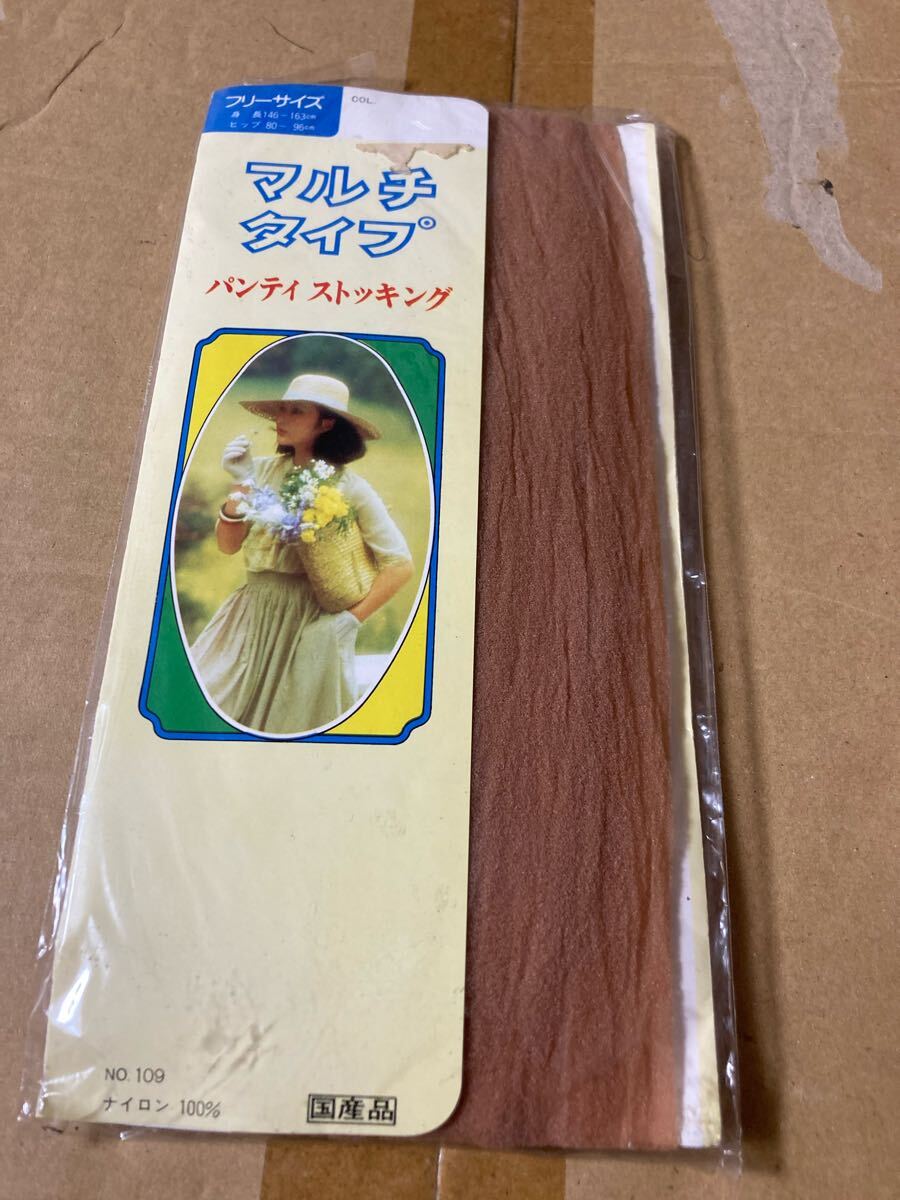 フリーサイズ
身 長146－163cm
ヒップ 80－ 96cm
COL.
マルチ
タイプ
パンティ ストッキング
NO. 109
ナイロン 100%
国産品